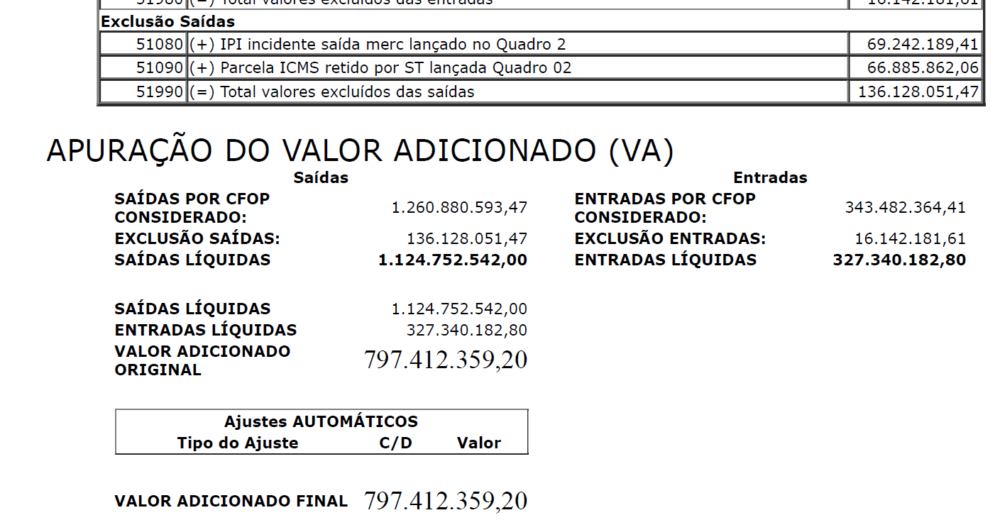 51980 (=) Total valores excluídos das entradas 16.142.181,61
Exclusão Saídas
51080 (+) IPI incidente saída merc lançado no Quadro 2 69.242.189,41
51090 (+) Parcela ICMS retido por ST lançada Quadro 02 66.885.862,06
51990 (=) Total valores excluídos das saídas 136.128.051,47
APURAÇÃO DO VALOR ADICIONADO (VA)
Saídas Entradas
SAÍDAS POR CFOP CONSIDERADO: 1.260.880.593,47 ENTRADAS POR CFOP CONSIDERADO: 343.482.364,41
EXCLUSÃO SAÍDAS: 136.128.051,47 EXCLUSÃO ENTRADAS: 16.142.181,61
SAÍDAS LÍQUIDAS 1.124.752.542,00 ENTRADAS LÍQUIDAS 327.340.182,80
SAÍDAS LÍQUIDAS 1.124.752.542,00
ENTRADAS LÍQUIDAS 327.340.182,80
VALOR ADICIONADO ORIGINAL 797.412.359,20
Ajustes AUTOMÁTICOS
Tipo do Ajuste C/D Valor
VALOR ADICIONADO FINAL 797.412.359,20